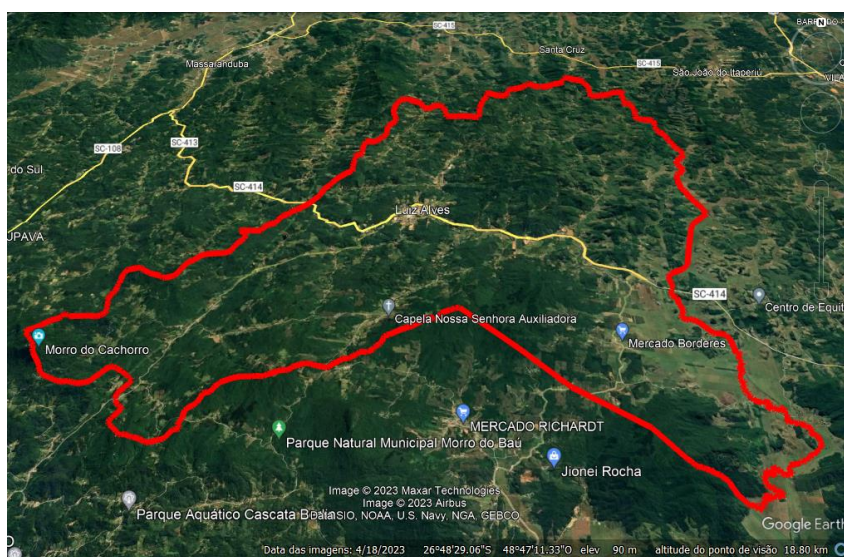 SC-415
N
Santa Cruz
SC-415
Massaranduba
São João do Itaperiú
SC-413
SC-108
do Sul
SC-414
Luiz Alves
UPAVA
SC-414
Centro de Equit
Capela Nossa Senhora Auxiliadora
Mercado Borderes
Morro do Cachorro
MERCADO RICHARDT
Parque Natural Municipal Morro do Baú
Jionei Rocha
Image © 2023 Maxar Technologies
Image © 2023 Airbus
Parque Aquático Cascata
SIO, NOAA, U.S. Navy, NGA, GEBCO
Google Earth
Data das imagens: 4/18/2023 26°48'29.06"S 48°47'11.33"O elev 90 m altitude do ponto de visão 18.80 km